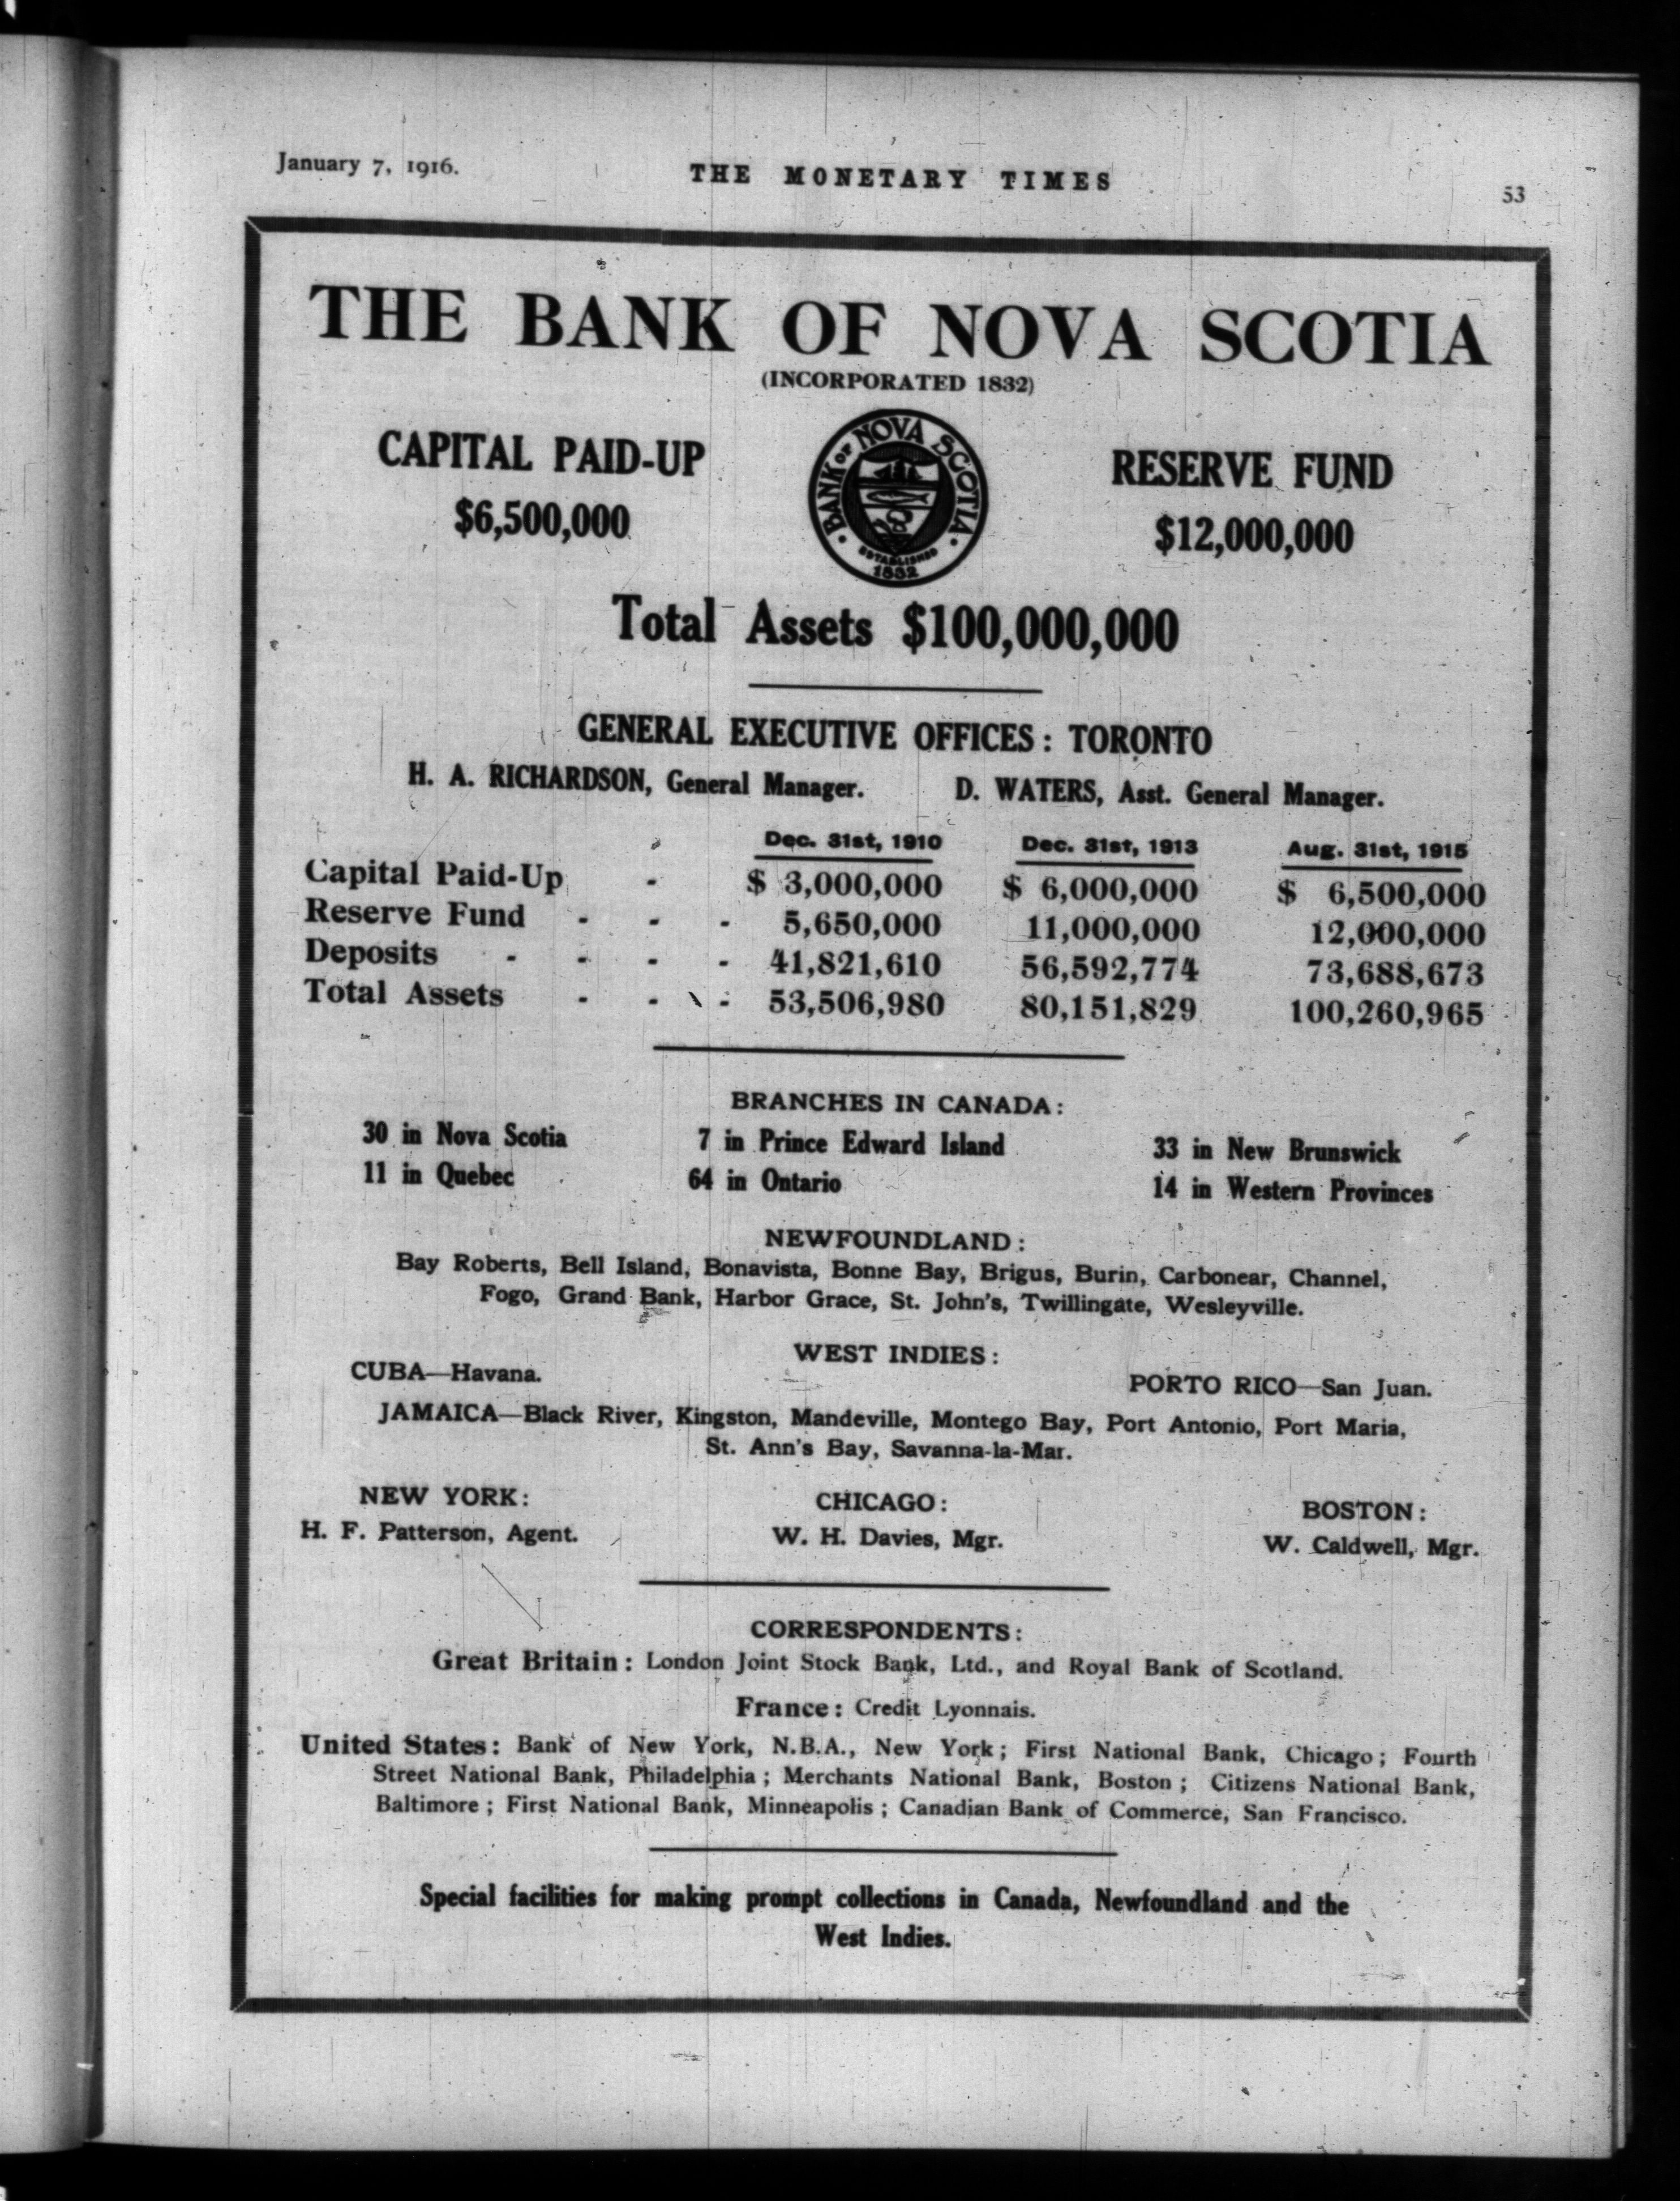 January 7, 1916.
THE MONETARY TIMES
53
THE BANK OF NOVA SCOTIA
(INCORPORATED 1832)
CAPITAL PAID-UP
$6,500,000
BANK OF NOVA SCOTIA
ESTABLISHED
1832
RESERVE FUND
$12,000,000
Total Assets $100,000,000
GENERAL EXECUTIVE OFFICES: TORONTO
H. A. RICHARDSON, General Manager. D. WATERS, Asst. General Manager.
Dec. 31st, 1910 Dec. 31st, 1913 Aug. 31st, 1915
Capital Paid-Up - $ 3,000,000 $ 6,000,000 $ 6,500,000
Reserve Fund - - - 5,650,000 11,000,000 12,000,000
Deposits - - - - 41,821,610 56,592,774 73,688,673
Total Assets - - - 53,506,980 80,151,829 100,260,965
BRANCHES IN CANADA:
30 in Nova Scotia 7 in Prince Edward Island 33 in New Brunswick
11 in Quebec 64 in Ontario 14 in Western Provinces
NEWFOUNDLAND:
Bay Roberts, Bell Island, Bonavista, Bonne Bay, Brigus, Burin, Carbonear, Channel,
Fogo, Grand Bank, Harbor Grace, St. John's, Twillingate, Wesleyville.
WEST INDIES:
CUBA—Havana. PORTO RICO—San Juan.
JAMAICA—Black River, Kingston, Mandeville, Montego Bay, Port Antonio, Port Maria,
St. Ann's Bay, Savanna-la-Mar.
NEW YORK: CHICAGO: BOSTON:
H. F. Patterson, Agent. W. H. Davies, Mgr. W. Caldwell, Mgr.
CORRESPONDENTS:
Great Britain: London Joint Stock Bank, Ltd., and Royal Bank of Scotland.
France: Credit Lyonnais.
United States: Bank of New York, N.B.A., New York; First National Bank, Chicago; Fourth
Street National Bank, Philadelphia; Merchants National Bank, Boston; Citizens National Bank,
Baltimore; First National Bank, Minneapolis; Canadian Bank of Commerce, San Francisco.
Special facilities for making prompt collections in Canada, Newfoundland and the
West Indies.